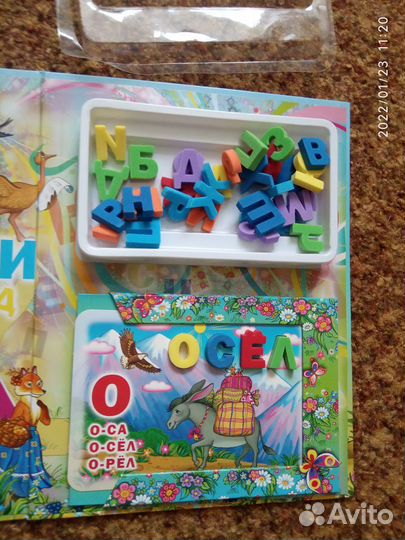 2022/01/23 11:20
И
ОСЁЛ
О
О-СА
О-СЁЛ
О-РЁЛ
Avito